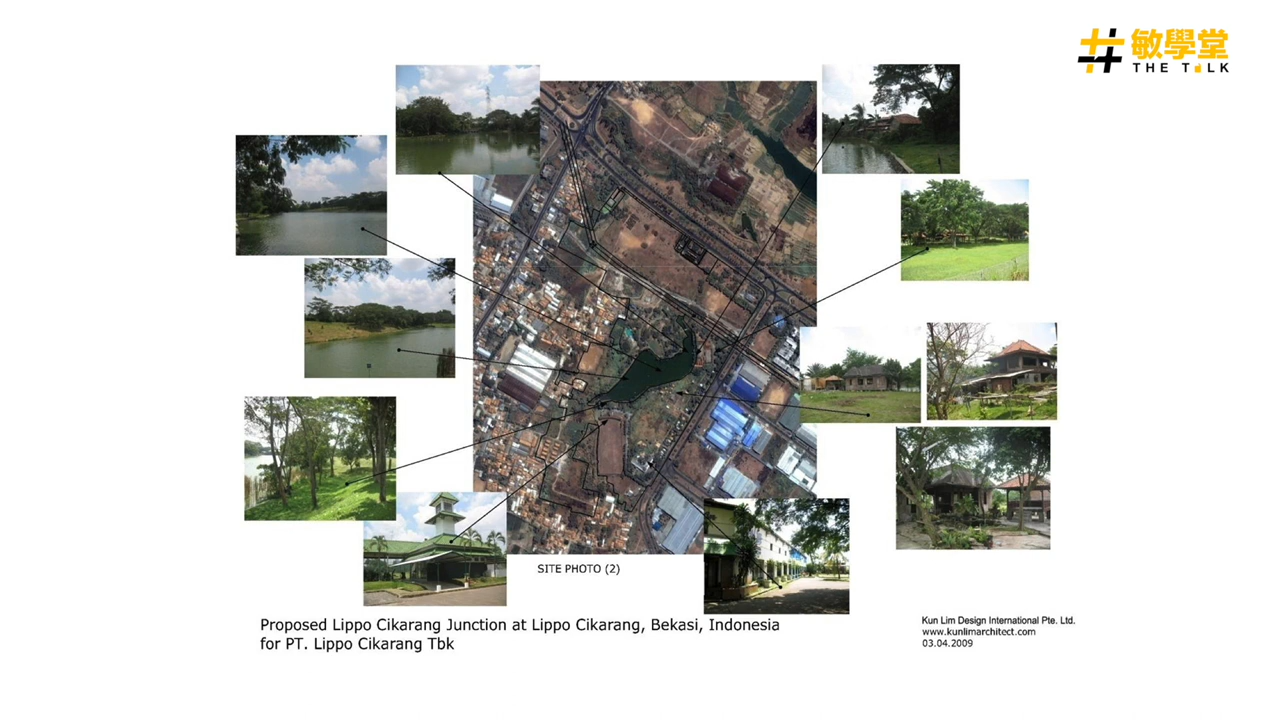 敏學堂
THE TALK
SITE PHOTO (2)
Proposed Lippo Cikarang Junction at Lippo Cikarang, Bekasi, Indonesia
for PT. Lippo Cikarang Tbk
Kun Lim Design International Pte. Ltd.
www.kunlimarchitect.com
03.04.2009